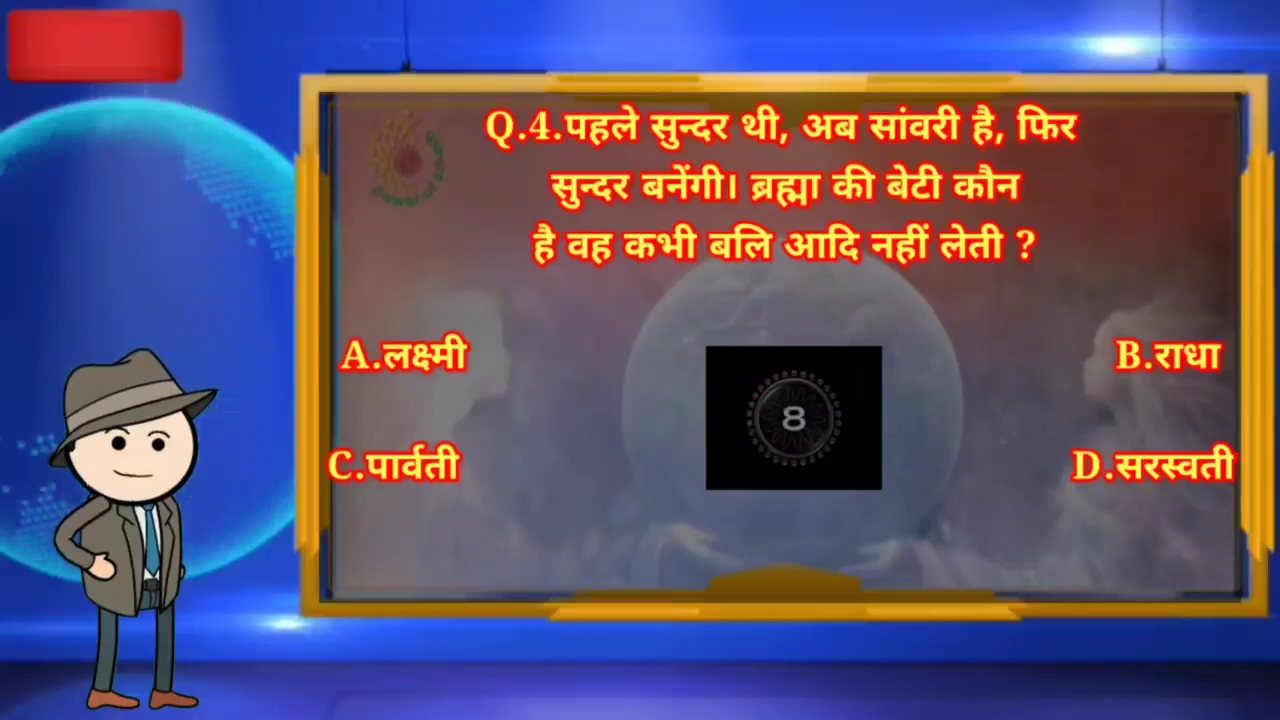 Q.4.पहले सुन्दर थी, अब सांवरी है, फिर
सुन्दर बनेंगी। ब्रह्मा की बेटी कौन
है वह कभी बलि आदि नहीं लेती ?
A.लक्ष्मी
B.राधा
8
C.पार्वती
D.सरस्वती